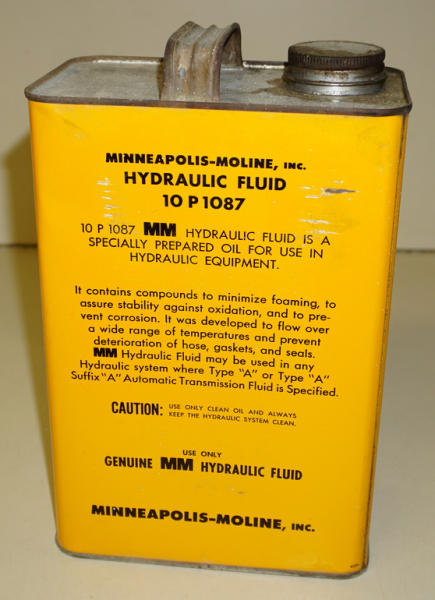 MINNEAPOLIS-MOLINE, INC.
HYDRAULIC FLUID
10 P 1087
10 P 1087 MM HYDRAULIC FLUID IS A
SPECIALLY PREPARED OIL FOR USE IN
HYDRAULIC EQUIPMENT.
It contains compounds to minimize foaming, to
assure stability against oxidation, and to pre-
vent corrosion. It was developed to flow over
a wide range of temperatures and prevent
deterioration of hose, gaskets, and seals.
MM Hydraulic Fluid may be used in any
Hydraulic system where Type "A" or Type "A"
Suffix "A" Automatic Transmission Fluid is Specified.
CAUTION: USE ONLY CLEAN OIL AND ALWAYS
KEEP THE HYDRAULIC SYSTEM CLEAN.
USE ONLY
GENUINE MM HYDRAULIC FLUID
MINNEAPOLIS-MOLINE, INC.